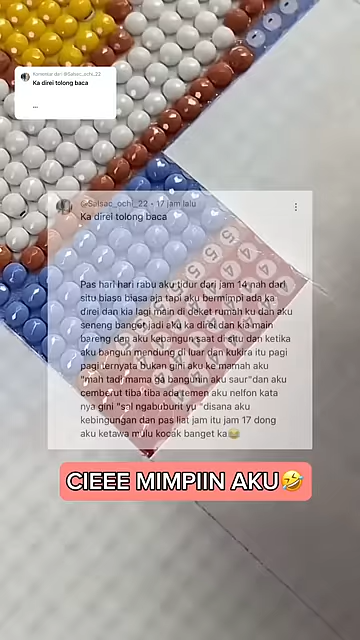 Komentar dari @Salsac_ochi_22
Ka direi tolong baca
...
@Salsac_ochi_22 • 17 jam lalu
Ka direi tolong baca
Pas hari hari rabu aku tidur dari jam 14 nah dari
situ biasa biasa aja tapi aku bermimpi ada ka
direi dan kia lagi main di deket rumah ku dan aku
seneng banget jadi aku ka direi dan kia main
bareng dan aku kebangun saat di situ dan ketika
aku bangun mendung di luar dan kukira itu pagi
pagi ternyata bukan gini aku ke mamah aku
"mah tadi mama ga bangunin aku saur"dan aku
cemberut tiba tiba ada temen aku nelfon kata
nya gini "sal ngabuburit yu "disana aku
kebingungan dan pas liat jam itu jam 17 dong
aku ketawa mulu kocak banget ka😂
CIEEE MIMPIIN AKU🤣